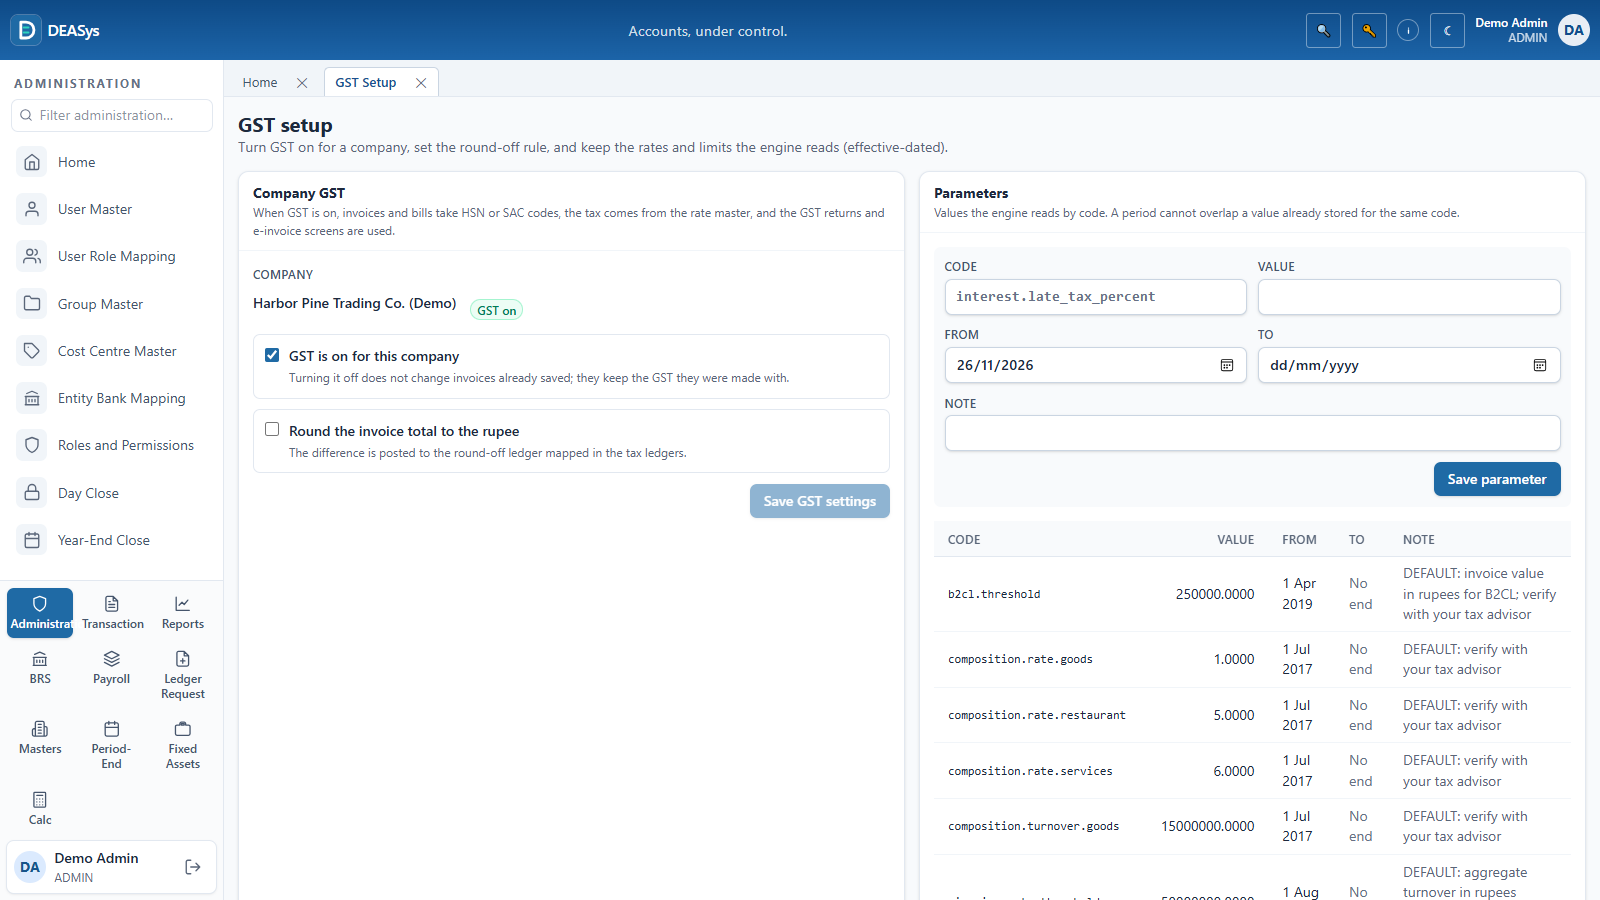 DEASys
Accounts, under control.
Demo Admin
ADMIN
DA
ADMINISTRATION
Filter administration...
Home
User Master
User Role Mapping
Group Master
Cost Centre Master
Entity Bank Mapping
Roles and Permissions
Day Close
Year-End Close
Administrat
Transaction
Reports
BRS
Payroll
Ledger
Request
Masters
Period-
End
Fixed
Assets
Calc
DA
Demo Admin
ADMIN
Home
GST Setup
GST setup
Turn GST on for a company, set the round-off rule, and keep the rates and limits the engine reads (effective-dated).
Company GST
When GST is on, invoices and bills take HSN or SAC codes, the tax comes from the rate master, and the GST returns and
e-invoice screens are used.
COMPANY
Harbor Pine Trading Co. (Demo)
GST on
GST is on for this company
Turning it off does not change invoices already saved; they keep the GST they were made with.
Round the invoice total to the rupee
The difference is posted to the round-off ledger mapped in the tax ledgers.
Save GST settings
Parameters
Values the engine reads by code. A period cannot overlap a value already stored for the same code.
CODE
VALUE
interest.late_tax_percent
FROM
TO
26/11/2026
dd/mm/yyyy
NOTE
Save parameter
CODE VALUE FROM TO NOTE
b2cl.threshold 250000.0000 1 Apr 2019 No end DEFAULT: invoice value in rupees for B2CL; verify with your tax advisor
composition.rate.goods 1.0000 1 Jul 2017 No end DEFAULT: verify with your tax advisor
composition.rate.restaurant 5.0000 1 Jul 2017 No end DEFAULT: verify with your tax advisor
composition.rate.services 6.0000 1 Jul 2017 No end DEFAULT: verify with your tax advisor
composition.turnover.goods 15000000.0000 1 Jul 2017 No end DEFAULT: verify with your tax advisor
1 Aug No DEFAULT: aggregate turnover in rupees